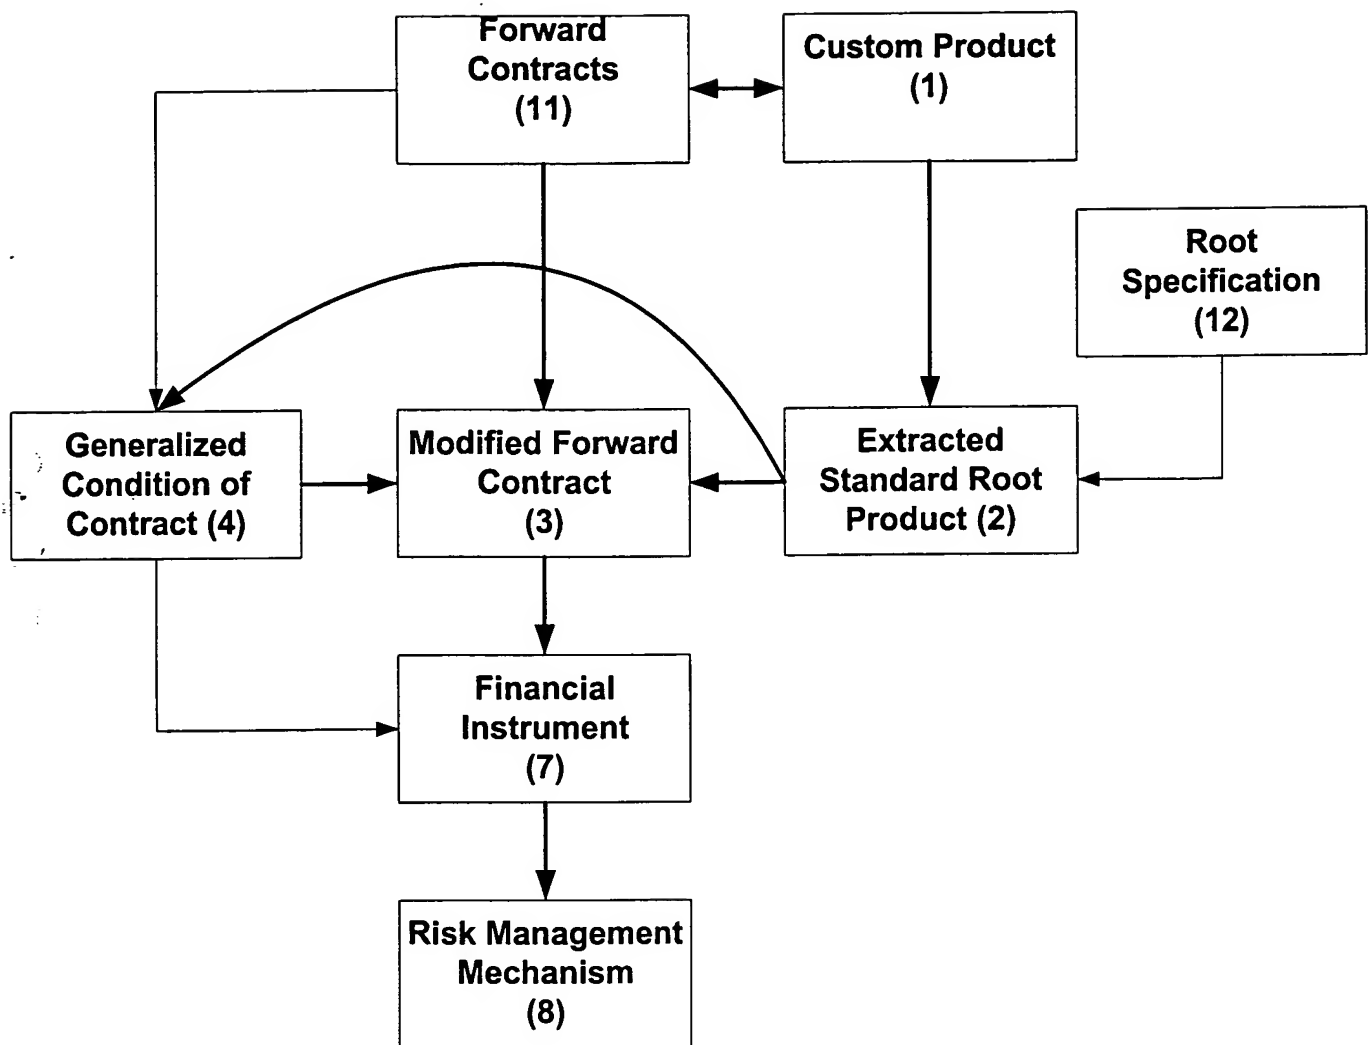 Forward
Contracts
(11)
Custom Product
(1)
Root
Specification
(12)
Generalized
Condition of
Contract (4)
Modified Forward
Contract
(3)
Extracted
Standard Root
Product (2)
Financial
Instrument
(7)
Risk Management
Mechanism
(8)